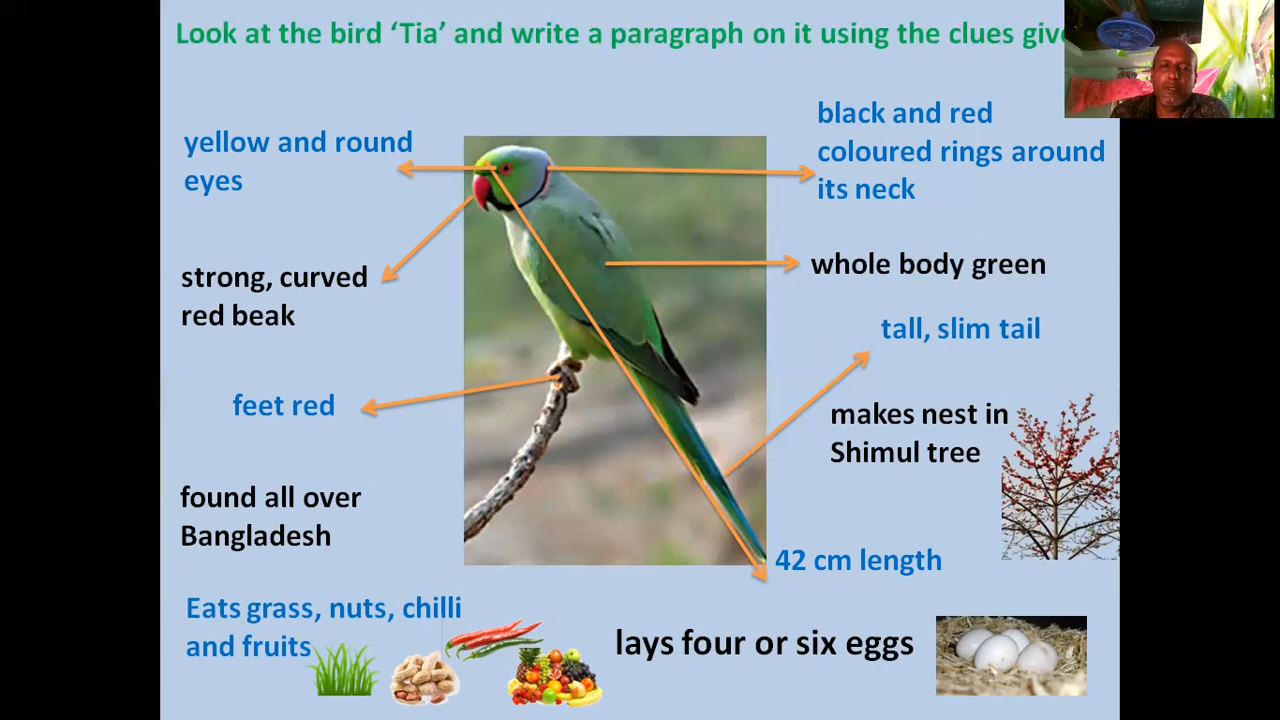 Look at the bird ‘Tia’ and write a paragraph on it using the clues
yellow and round
eyes
black and red
coloured rings around
its neck
strong, curved
red beak
whole body green
tall, slim tail
feet red
makes nest in
Shimul tree
found all over
Bangladesh
42 cm length
Eats grass, nuts, chilli
and fruits
lays four or six eggs